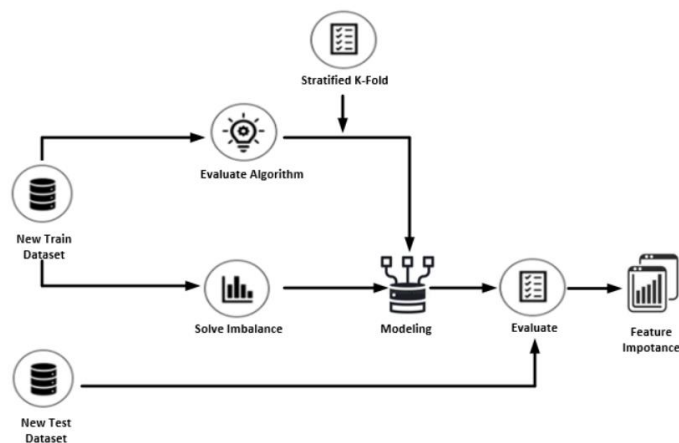 Stratified K-Fold
Evaluate Algorithm
New Train
Dataset
Solve Imbalance
Modeling
Evaluate
Feature
Impotance
New Test
Dataset